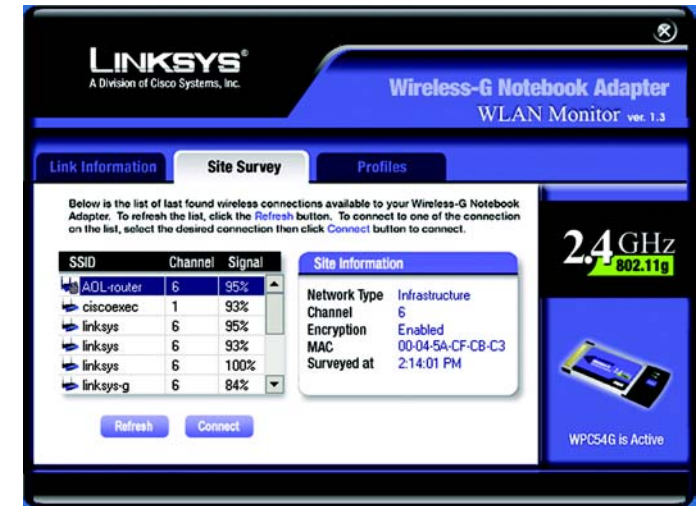 LINKSYS®
A Division of Cisco Systems, Inc.
Wireless-G Notebook Adapter
WLAN Monitor ver. 1.3
Link Information
Site Survey
Profiles
Below is the list of last found wireless connections available to your Wireless-G Notebook
Adapter. To refresh the list, click the Refresh button. To connect to one of the connection
on the list, select the desired connection then click Connect button to connect.
SSID Channel Signal
AOL-router 6 95%
ciscoexec 1 93%
linksys 6 95%
linksys 6 93%
linksys 6 100%
linksys-g 6 84%
Refresh Connect
Site Information
Network Type Infrastructure
Channel 6
Encryption Enabled
MAC 00-04-5A-CF-CB-C3
Surveyed at 2:14:01 PM
2.4 GHz
802.11g
WPC54G is Active